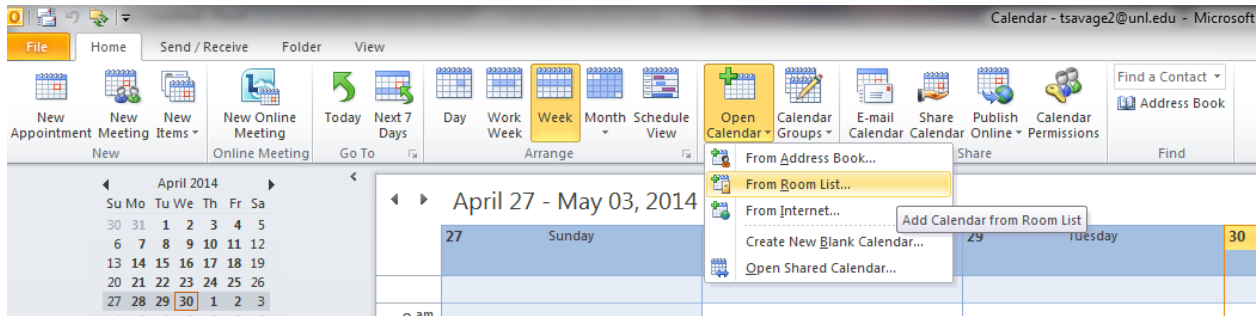 Calendar - tsavage2@unl.edu - Microsoft
File Home Send / Receive Folder View
New Appointment
New Meeting
New Items
New Online Meeting
Today
Next 7 Days
Day
Work Week
Week
Month
Schedule View
Open Calendar
Calendar Groups
E-mail Calendar
Share Calendar
Publish Online
Calendar Permissions
Find a Contact
Address Book
New Online Meeting Go To Arrange Share Find
From Address Book...
From Room List...
From Internet...
Create New Blank Calendar...
Open Shared Calendar...
Add Calendar from Room List
April 2014
Su Mo Tu We Th Fr Sa
30 31 1 2 3 4 5
6 7 8 9 10 11 12
13 14 15 16 17 18 19
20 21 22 23 24 25 26
27 28 29 30 1 2 3
April 27 - May 03, 2014
27 Sunday
29 Tuesday
30
am